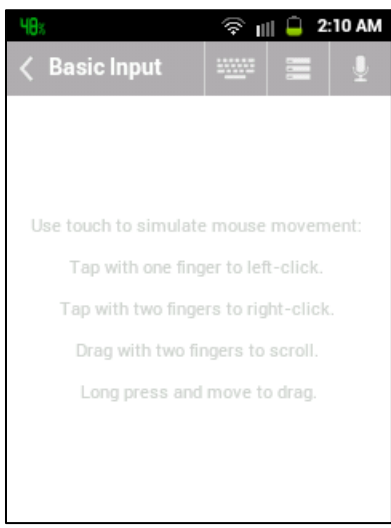 48% 2:10 AM
Basic Input
Use touch to simulate mouse movement:
Tap with one finger to left-click.
Tap with two fingers to right-click.
Drag with two fingers to scroll.
Long press and move to drag.